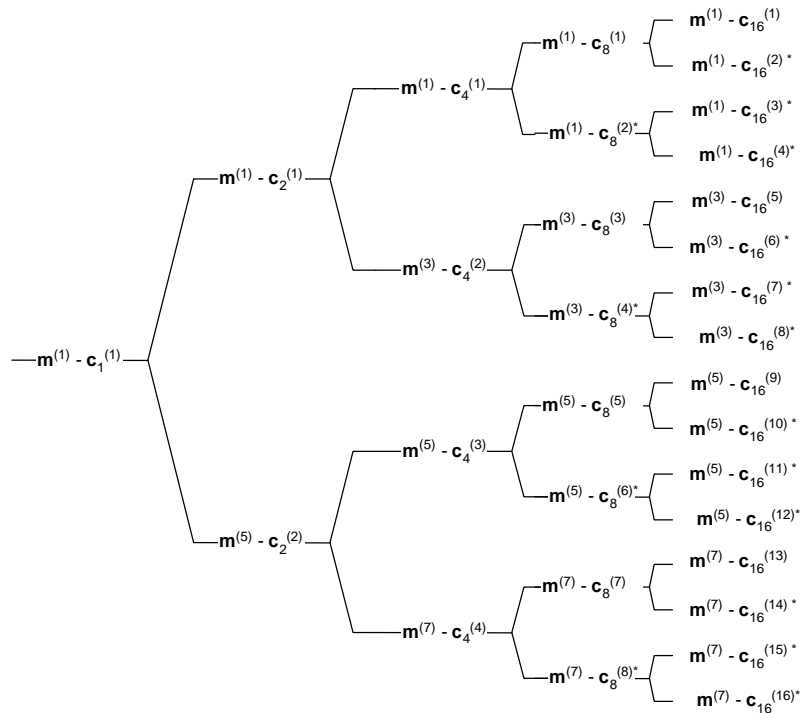 m(1) - c16(1)
m(1) - c8(1)
m(1) - c16(2) *
m(1) - c4(1)
m(1) - c16(3) *
m(1) - c8(2)*
m(1) - c16(4)*
m(1) - c2(1)
m(3) - c16(5)
m(3) - c8(3)
m(3) - c16(6) *
m(3) - c4(2)
m(3) - c16(7) *
m(3) - c8(4)*
m(3) - c16(8)*
m(1) - c1(1)
m(5) - c16(9)
m(5) - c8(5)
m(5) - c16(10) *
m(5) - c4(3)
m(5) - c16(11) *
m(5) - c8(6)*
m(5) - c16(12)*
m(5) - c2(2)
m(7) - c16(13)
m(7) - c8(7)
m(7) - c16(14) *
m(7) - c4(4)
m(7) - c16(15) *
m(7) - c8(8)*
m(7) - c16(16)*